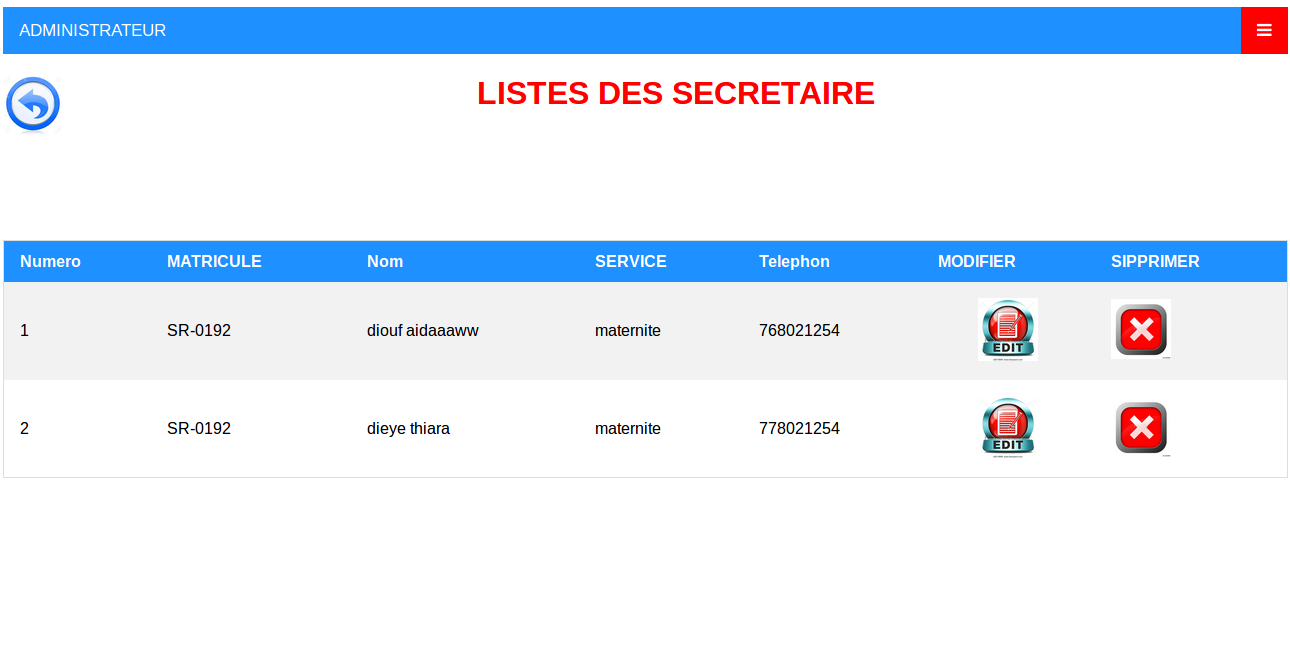 ADMINISTRATEUR
LISTES DES SECRETAIRE
Numero MATRICULE Nom SERVICE Telephon MODIFIER SIPPRIMER
1 SR-0192 diouf aidaaaww maternite 768021254 EDIT
2 SR-0192 dieye thiara maternite 778021254 EDIT